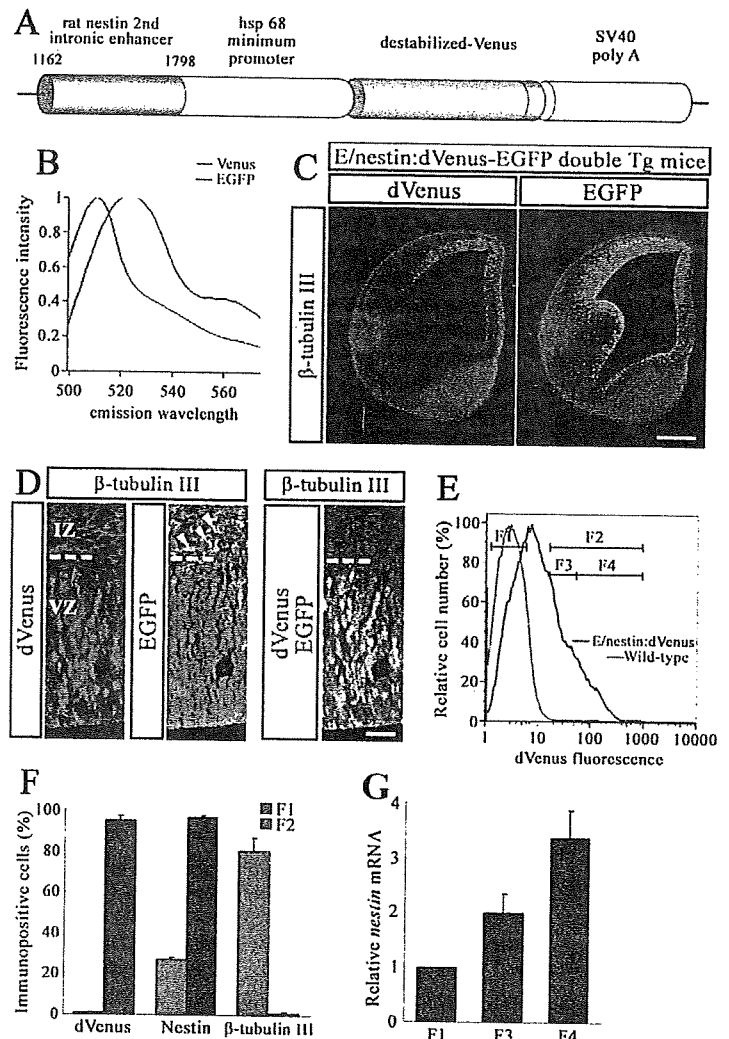 A
rat nestin 2nd
intronic enhancer
hsp 68
minimum
promoter
destabilized-Venus
SV40
poly A
1162
1798
B
Venus
EGFP
Fluorescence intensity
1
0.8
0.6
0.4
0.2
0
500
520
540
560
emission wavelength
C
E/nestin:dVenus-EGFP double Tg mice
dVenus
EGFP
β-tubulin III
D
β-tubulin III
β-tubulin III
dVenus
IZ
VZ
EGFP
dVenus
EGFP
E
Relative cell number (%)
100
80
60
40
20
0
F1
F2
F3
F4
E/nestin:dVenus
Wild-type
1
10
100
1000
10000
dVenus fluorescence
F
Immunopositive cells (%)
100
80
60
40
20
0
F1
F2
dVenus
Nestin
β-tubulin III
G
Relative nestin mRNA
4
3
2
1
0
F1
F3
F4